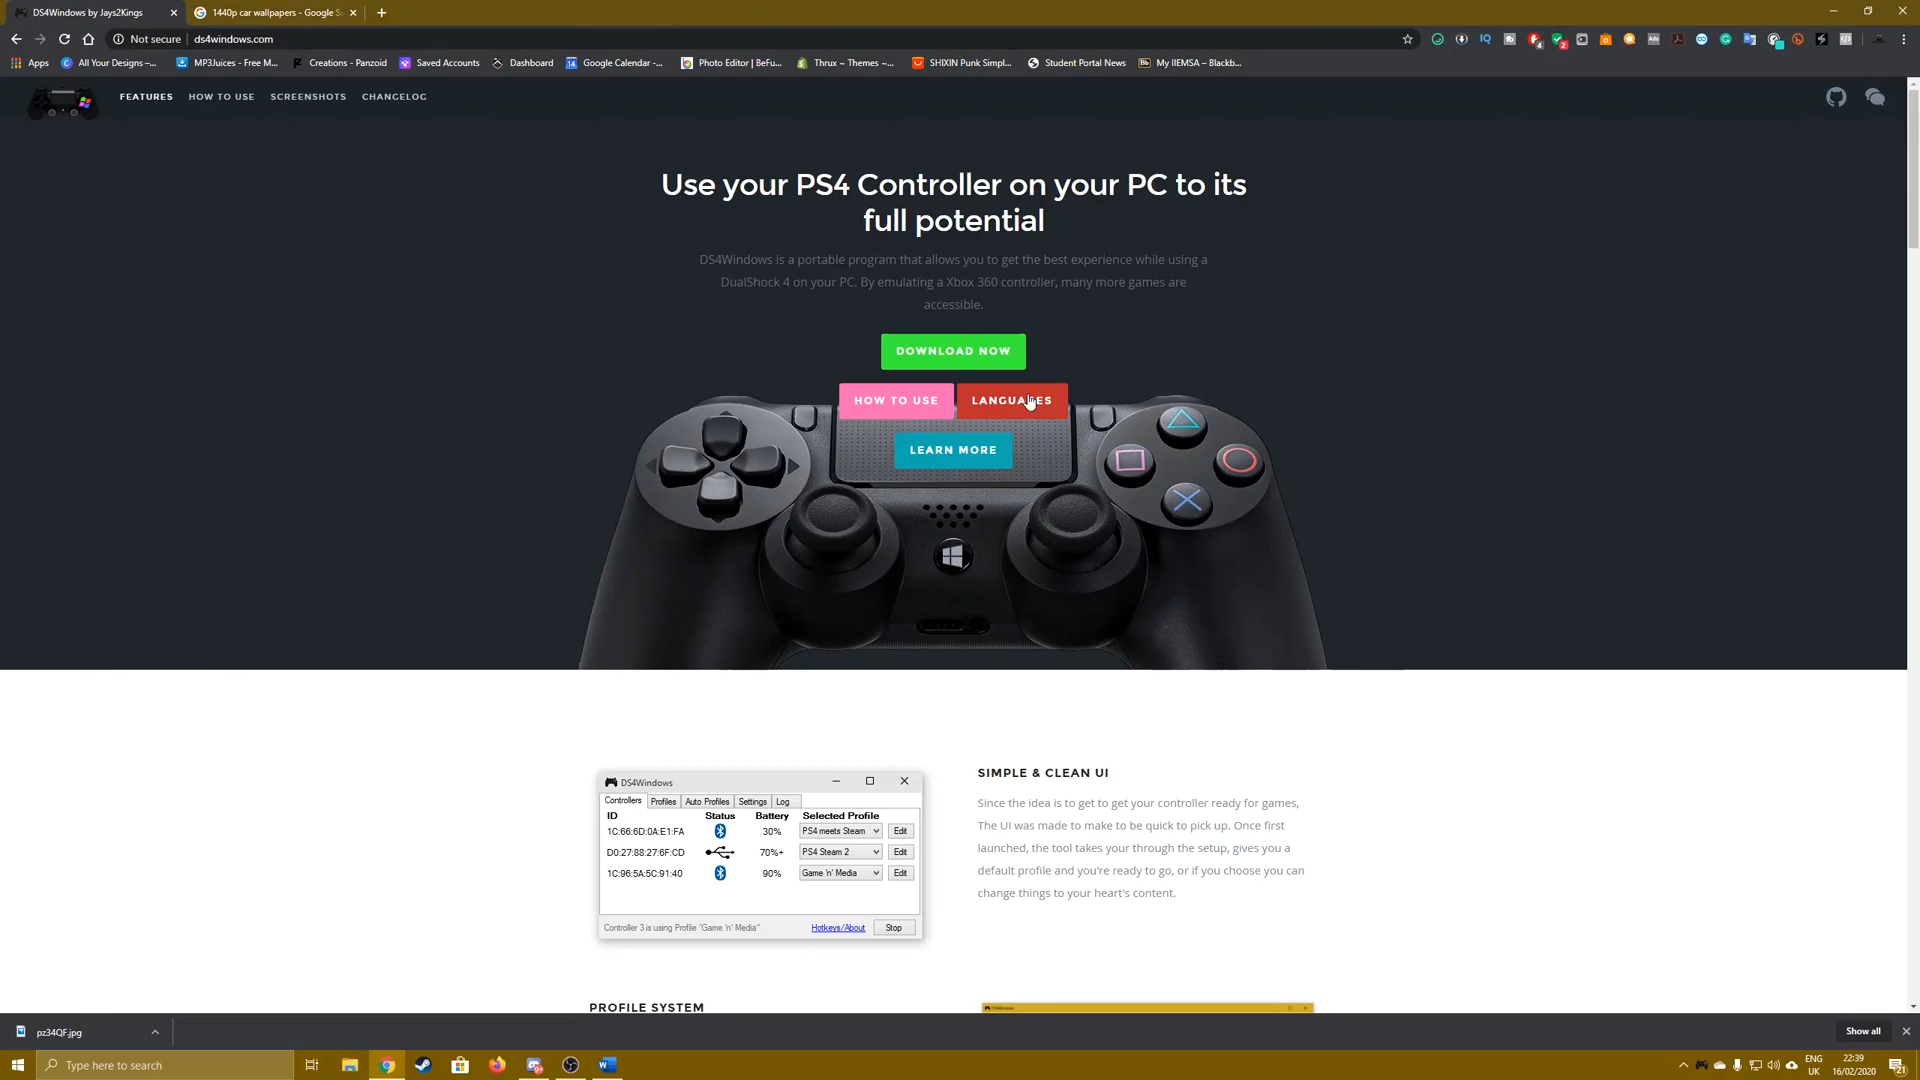 DS4Windows by Jays2Kings
1440p car wallpapers - Google S
Not secure
ds4windows.com
Apps
All Your Designs –...
MP3Juices - Free M...
Creations - Panzoid
Saved Accounts
Dashboard
Google Calendar -...
Photo Editor | BeFu...
Thrux ~ Themes ~...
SHIXIN Punk Simpl...
Student Portal News
My IIEMSA – Blackb...
FEATURES
HOW TO USE
SCREENSHOTS
CHANGELOG
Use your PS4 Controller on your PC to its
full potential
DS4Windows is a portable program that allows you to get the best experience while using a
DualShock 4 on your PC. By emulating a Xbox 360 controller, many more games are
accessible.
DOWNLOAD NOW
HOW TO USE
LANGUAGES
LEARN MORE
DS4Windows
Controllers
Profiles
Auto Profiles
Settings
Log
ID Status Battery Selected Profile
1C:66:6D:0A:E1:FA 30% PS4 meets Steam Edit
D0:27:88:27:6F:CD 70%+ PS4 Steam 2 Edit
1C:96:5A:5C:91:40 90% Game 'n' Media Edit
Controller 3 is using Profile "Game 'n' Media"
Hotkeys/About
Stop
SIMPLE & CLEAN UI
Since the idea is to get to get your controller ready for games,
The UI was made to make to be quick to pick up. Once first
launched, the tool takes your through the setup, gives you a
default profile and you're ready to go, or if you choose you can
change things to your heart's content.
PROFILE SYSTEM
DS4Windows
pz34QF.jpg
Show all
Type here to search
ENG
UK
22:39
16/02/2020
21